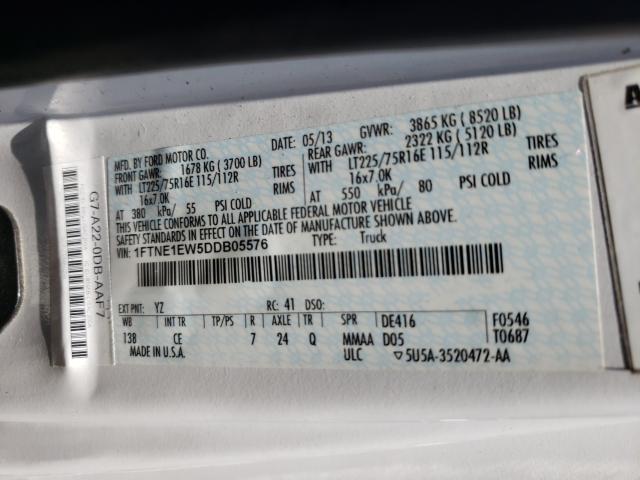 MFD. BY FORD MOTOR CO.
DATE: 05/13 GVWR: 3865 KG ( 8520 LB)
FRONT GAWR: 1678 KG ( 3700 LB)
REAR GAWR: 2322 KG ( 5120 LB)
WITH LT225/75R16E 115/112R TIRES
WITH LT225/75R16E 115/112R TIRES
16x7.0K RIMS
16x7.0K RIMS
AT 380 kPa/ 55 PSI COLD
AT 550 kPa/ 80 PSI COLD
THIS VEHICLE CONFORMS TO ALL APPLICABLE FEDERAL MOTOR VEHICLE
SAFETY STANDARDS IN EFFECT ON THE DATE OF MANUFACTURE SHOWN ABOVE.
VIN: 1FTNE1EW5DDB05576
TYPE: Truck
EXT PNT: YZ RC: 41 DSO:
WB INT TR TP/PS R AXLE TR SPR DE416 F0546
138 CE 7 24 Q MMAA D05 T0687
MADE IN U.S.A. ULC ▽5U5A-3520472-AA
G7-A22-0DB-AAF7